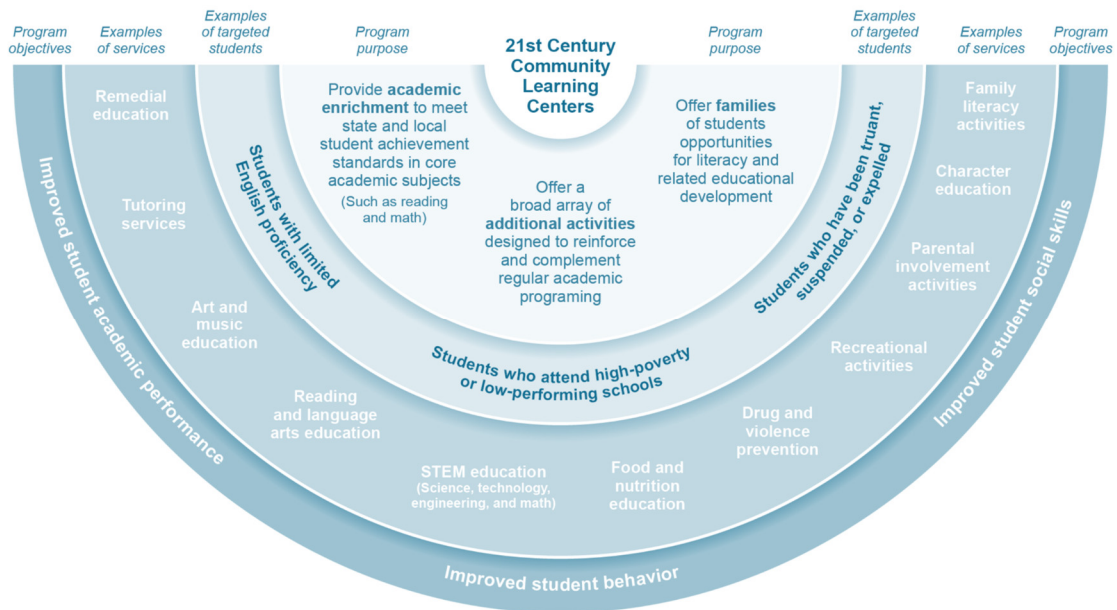 Program
objectives
Examples
of services
Examples
of targeted
students
Program
purpose
21st Century
Community
Learning
Centers
Program
purpose
Examples
of targeted
students
Examples
of services
Program
objectives
Provide academic
enrichment to meet
state and local
student achievement
standards in core
academic subjects
(Such as reading
and math)
Offer a
broad array of
additional activities
designed to reinforce
and complement
regular academic
programing
Offer families
of students
opportunities
for literacy and
related educational
development
Students with limited
English proficiency
Students who attend high-poverty
or low-performing schools
Students who have been truant,
suspended, or expelled
Remedial
education
Tutoring
services
Art and
music
education
Reading
and language
arts education
STEM education
(Science, technology,
engineering, and math)
Food and
nutrition
education
Drug and
violence
prevention
Recreational
activities
Parental
involvement
activities
Character
education
Family
literacy
activities
Improved student academic performance
Improved student behavior
Improved student social skills